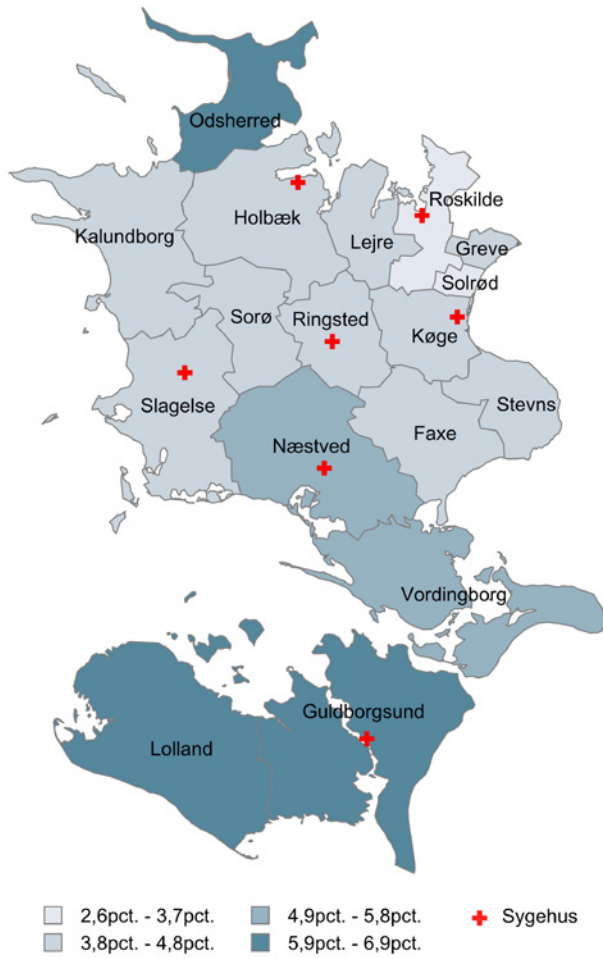 Odsherred
Roskilde
Holbæk
Kalundborg
Lejre
Greve
Solrød
Sorø
Ringsted
Køge
Slagelse
Stevns
Faxe
Næstved
Vordingborg
Guldborgsund
Lolland
2,6pct. - 3,7pct.
4,9pct. - 5,8pct.
Sygehus
3,8pct. - 4,8pct.
5,9pct. - 6,9pct.